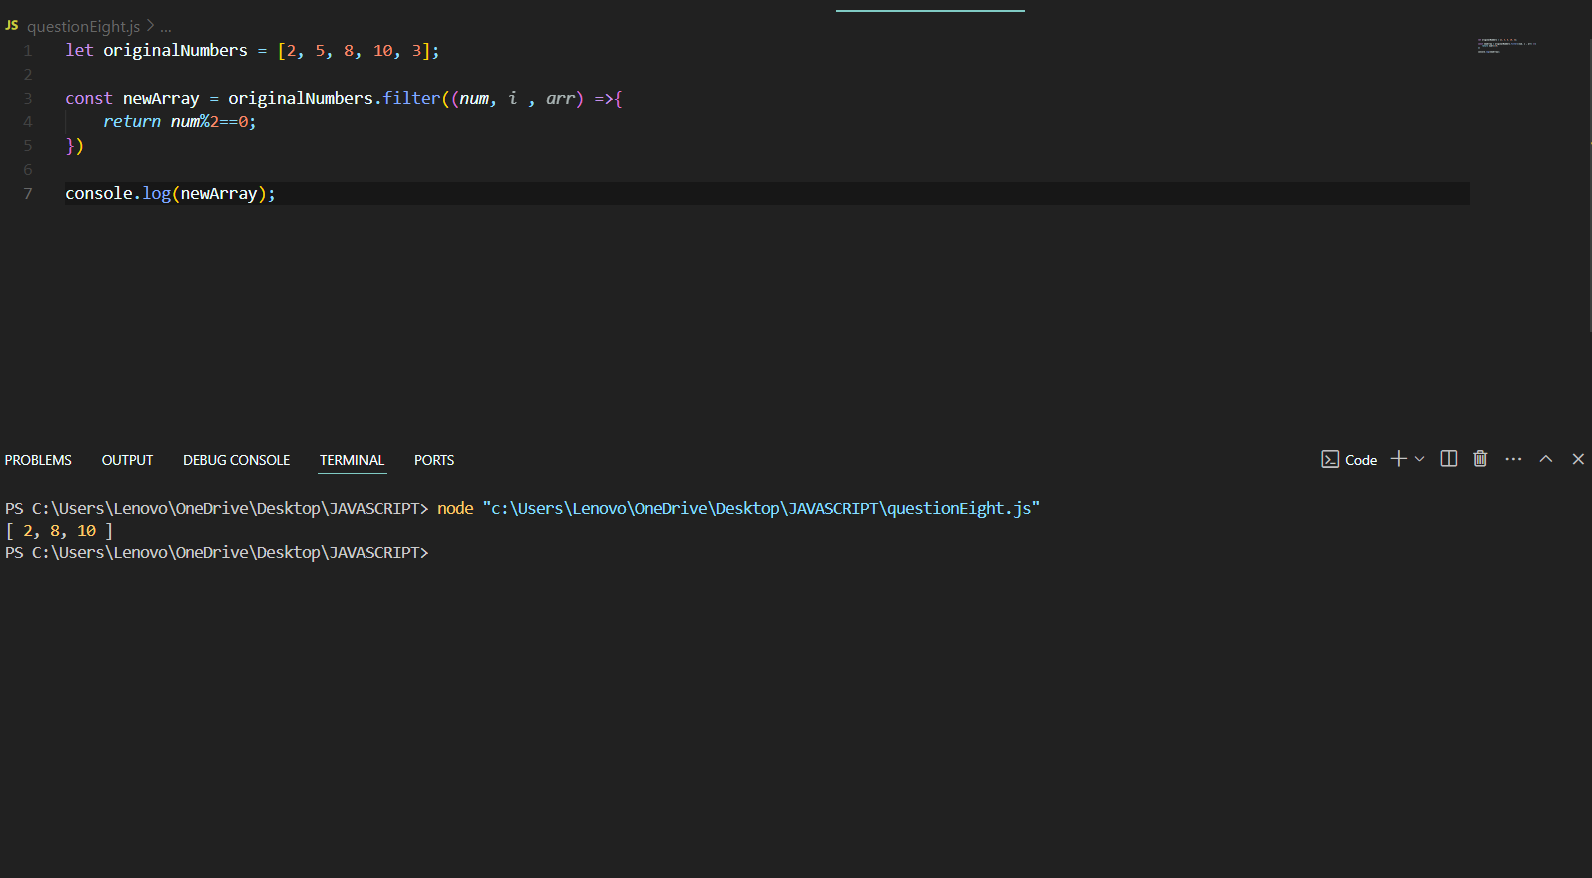 JS questionEight.js > ...
1 let originalNumbers = [2, 5, 8, 10, 3];
2
3 const newArray = originalNumbers.filter((num, i , arr) =>{
4     return num%2==0;
5 })
6
7 console.log(newArray);
PROBLEMS OUTPUT DEBUG CONSOLE TERMINAL PORTS Code
PS C:\Users\Lenovo\OneDrive\Desktop\JAVASCRIPT> node "c:\Users\Lenovo\OneDrive\Desktop\JAVASCRIPT\questionEight.js"
[ 2, 8, 10 ]
PS C:\Users\Lenovo\OneDrive\Desktop\JAVASCRIPT>